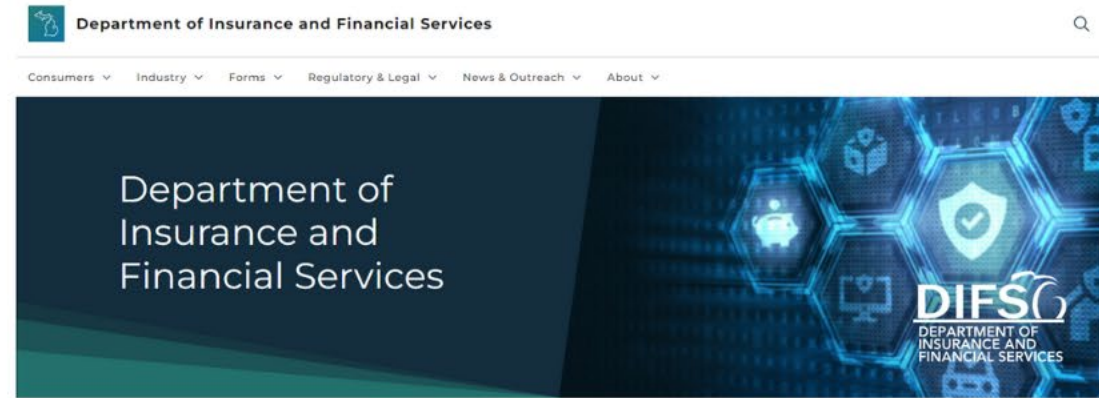 Department of Insurance and Financial Services
Consumers Industry Forms Regulatory & Legal News & Outreach About
Department of
Insurance and
Financial Services
DIFS
DEPARTMENT OF
INSURANCE AND
FINANCIAL SERVICES